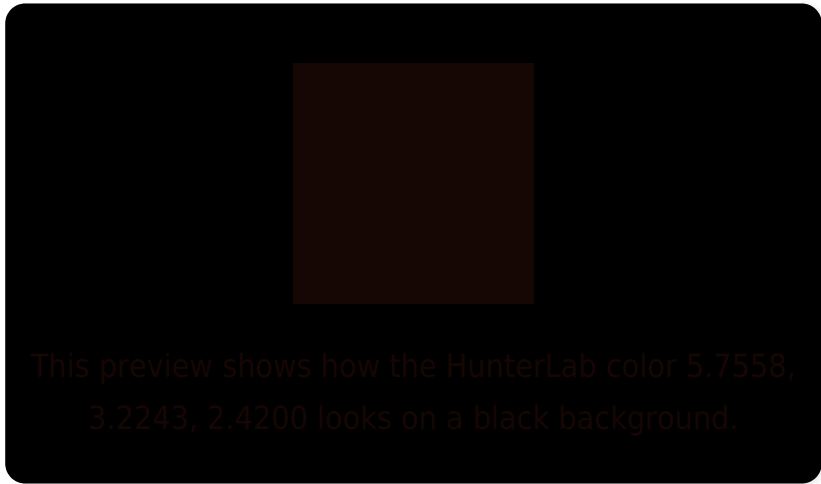 This preview shows how the HunterLab color 5.7558,
3.2243, 2.4200 looks on a black background.